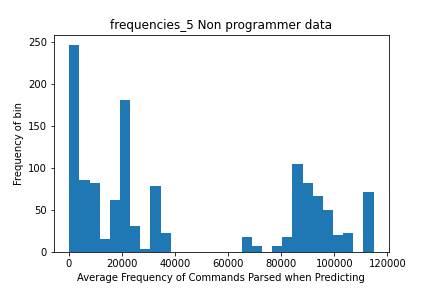 frequencies_5 Non programmer data
Frequency of bin
250
200
150
100
50
0
0 20000 40000 60000 80000 100000 120000
Average Frequency of Commands Parsed when Predicting